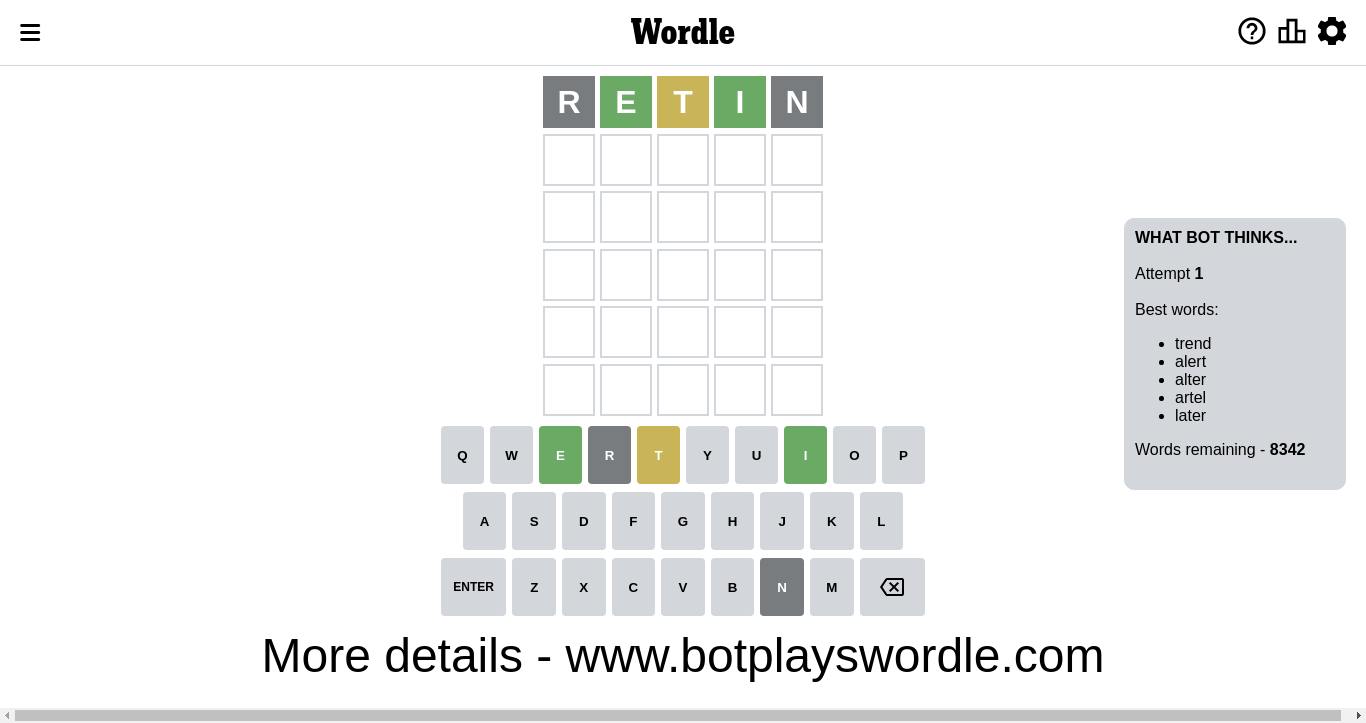 Wordle
R E T I N
WHAT BOT THINKS...
Attempt 1
Best words:
• trend
• alert
• alter
• artel
• later
Words remaining - 8342
Q W E R T Y U I O P
A S D F G H J K L
ENTER Z X C V B N M
More details - www.botplayswordle.com